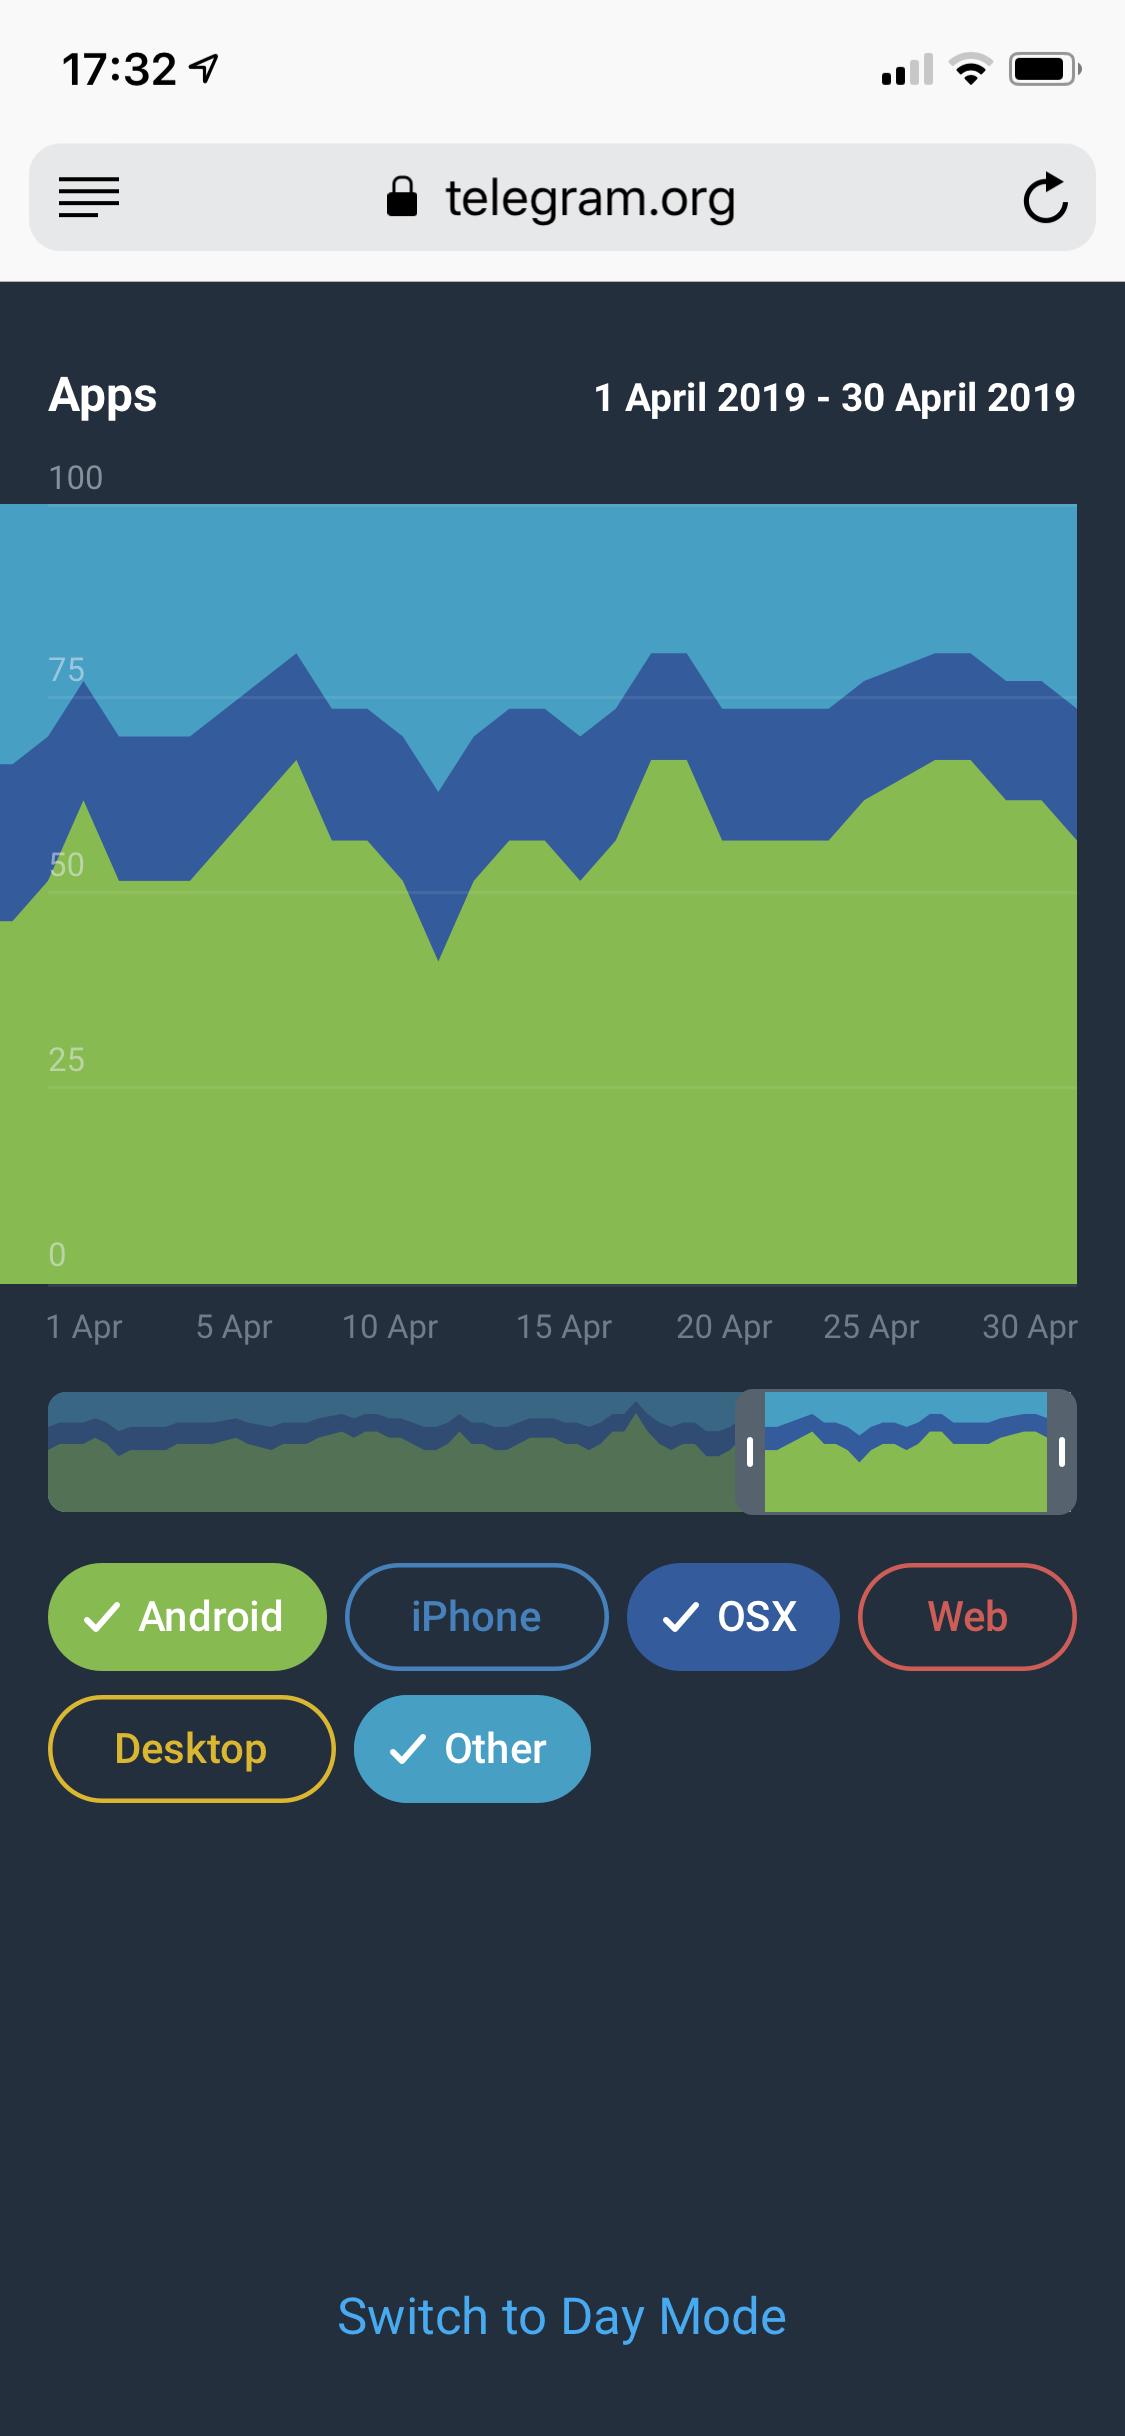 17:32
telegram.org
Apps 1 April 2019 - 30 April 2019
100
75
50
25
0
1 Apr 5 Apr 10 Apr 15 Apr 20 Apr 25 Apr 30 Apr
Android iPhone OSX Web
Desktop Other
Switch to Day Mode